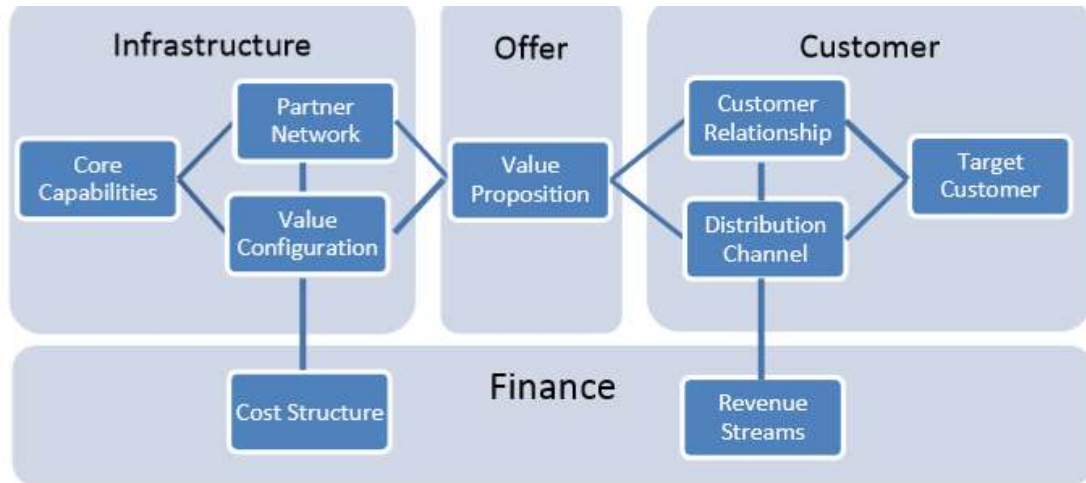 Infrastructure
Offer
Customer
Partner
Network
Core
Capabilities
Value
Configuration
Value
Proposition
Customer
Relationship
Distribution
Channel
Target
Customer
Finance
Cost Structure
Revenue
Streams